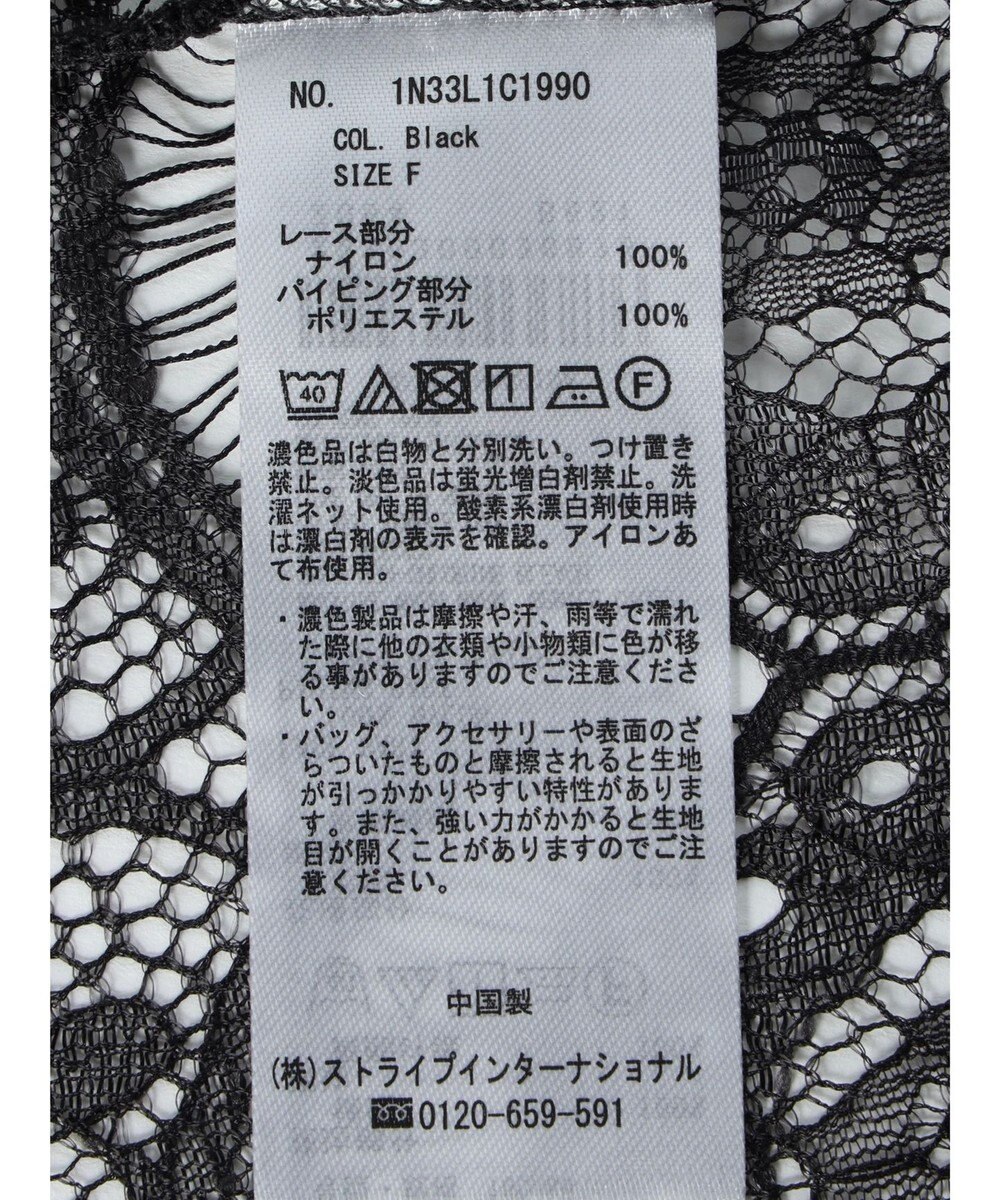 NO. 1N33L1C1990
COL. Black
SIZE F
レース部分
ナイロン 100%
パイピング部分
ポリエステル 100%
40
F
濃色品は白物と分別洗い。つけ置き
禁止。淡色品は蛍光増白剤禁止。洗
濯ネット使用。酸素系漂白剤使用時
は漂白剤の表示を確認。アイロンあ
て布使用。
・濃色製品は摩擦や汗、雨等で濡れ
た際に他の衣類や小物類に色が移
る事がありますのでご注意くださ
い。
・バッグ、アクセサリーや表面のざ
らついたものと摩擦されると生地
が引っかかりやすい特性がありま
す。また、強い力がかかると生地
目が開くことがありますのでご注
意ください。
中国製
(株)ストライプインターナショナル
0120-659-591